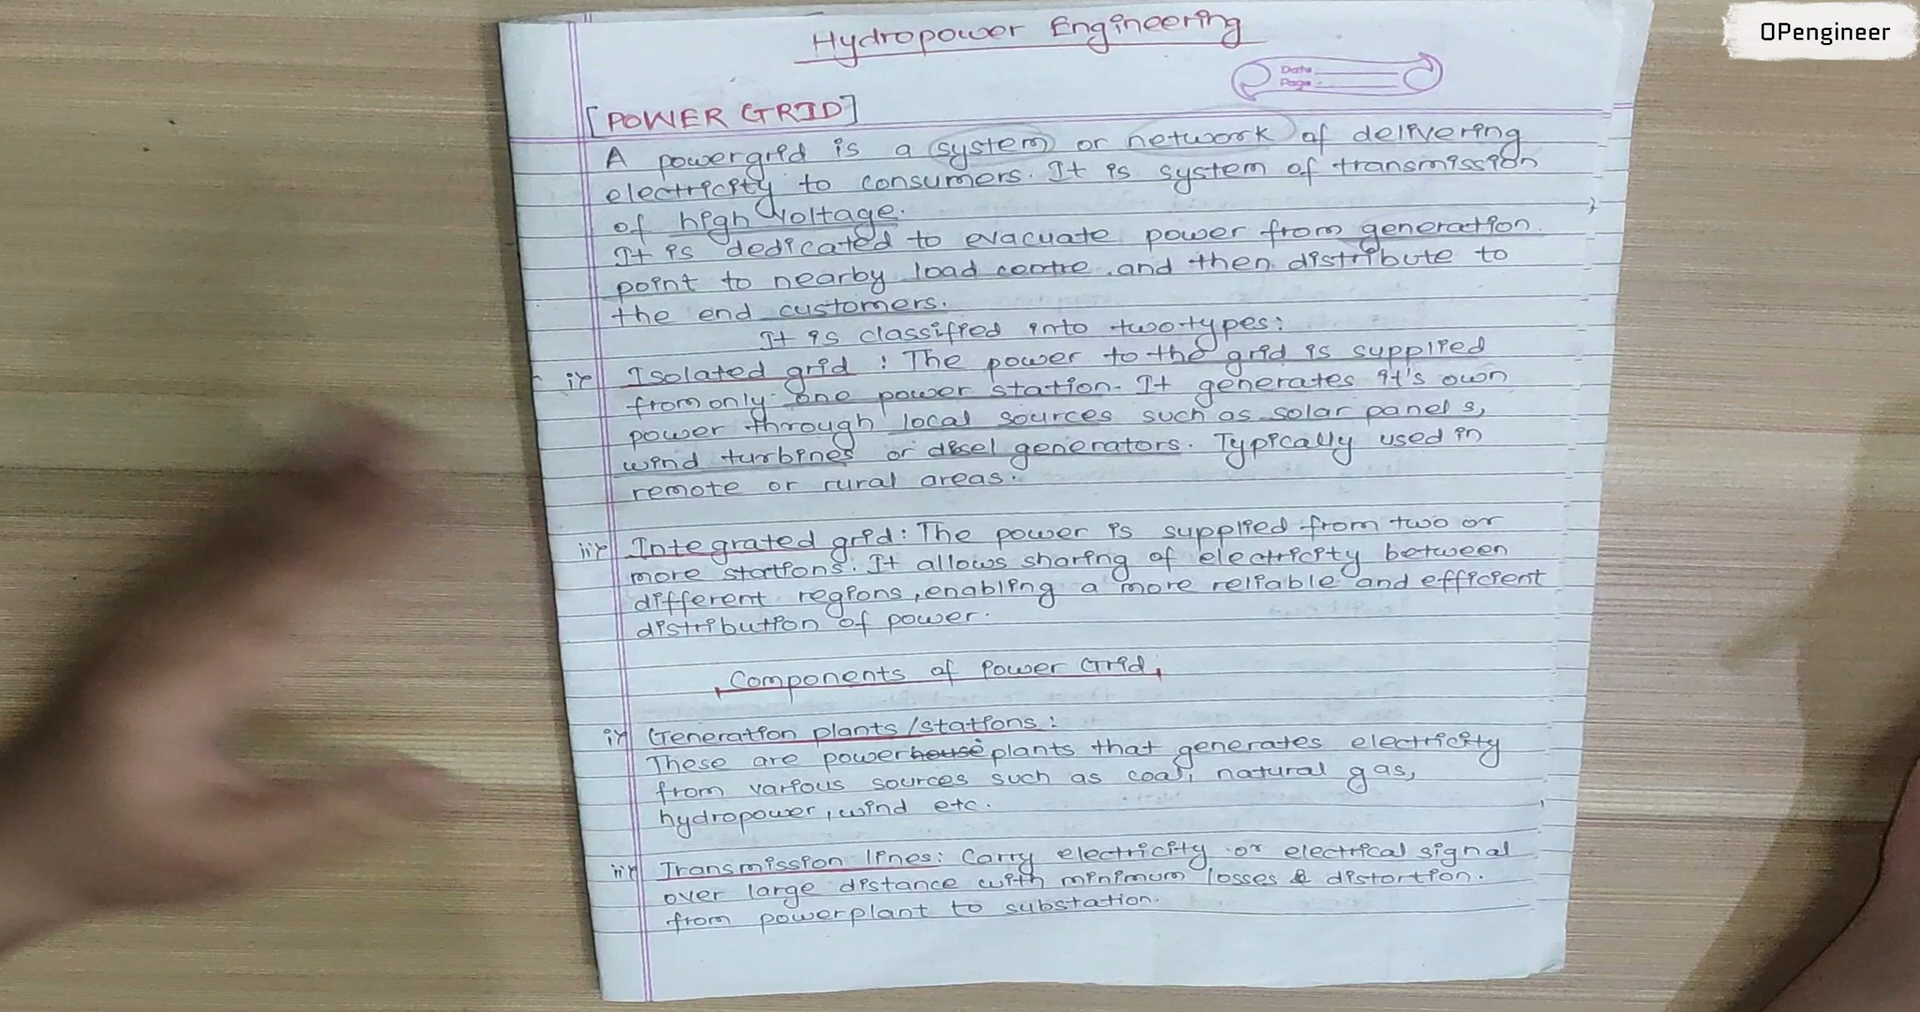 OPengineer
Hydropower Engineering
Date
Page
[POWER GRID]
A powergrid is a system or network of delivering
electricity to consumers. It is system of transmission
of high voltage.
It is dedicated to evacuate power from generation
point to nearby load centre and then distribute to
the end customers.
It is classified into two types:
i) Isolated grid : The power to the grid is supplied
from only one power station. It generates it's own
power through local sources such as solar panels,
wind turbines or disel generators. Typically used in
remote or rural areas.
ii) Integrated grid: The power is supplied from two or
more stations. It allows sharing of electricity between
different regions, enabling a more reliable and efficient
distribution of power.
Components of Power Grid
i) Generation plants/stations:
These are power house plants that generates electricity
from various sources such as coal, natural gas,
hydropower, wind etc.
ii) Transmission lines: Carry electricity or electrical signal
over large distance with minimum losses & distortion.
from powerplant to substation.